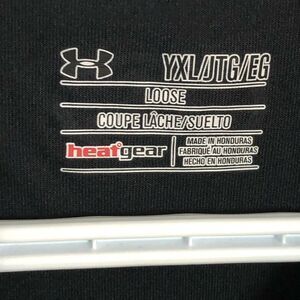 YXL/JTG/EG
LOOSE
COUPE LÂCHE/SUELTO
heatgear
MADE IN HONDURAS
FABRIQUÉ AU HONDURAS
HECHO EN HONDURAS